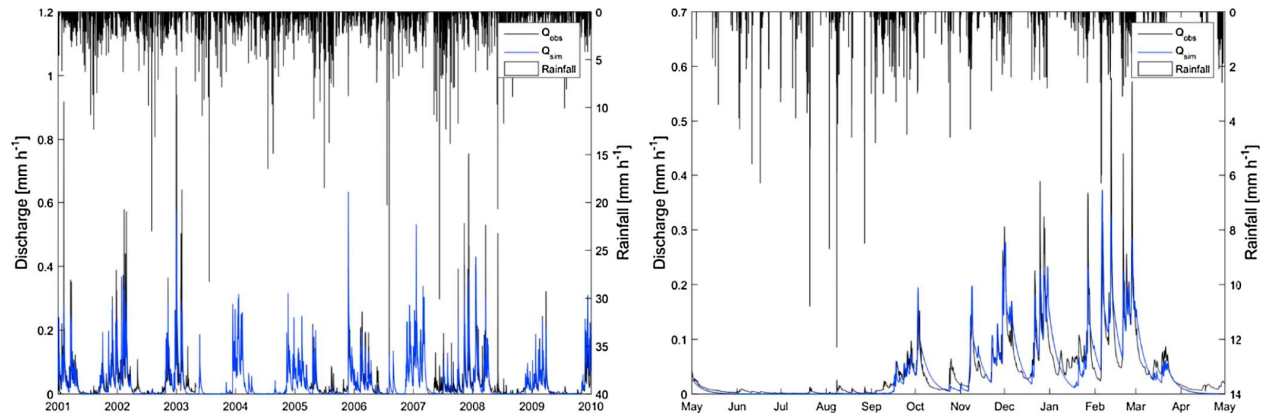 1.2
1
0.8
0.6
0.4
0.2
0
Discharge [mm h-1]
2001 2002 2003 2004 2005 2006 2007 2008 2009 2010
0
5
10
15
20
25
30
35
40
Rainfall [mm h-1]
Qobs
Qsim
Rainfall
0.7
0.6
0.5
0.4
0.3
0.2
0.1
0
Discharge [mm h-1]
May Jun Jul Aug Sep Oct Nov Dec Jan Feb Mar Apr May
0
2
4
6
8
10
12
14
Rainfall [mm h-1]
Qobs
Qsim
Rainfall